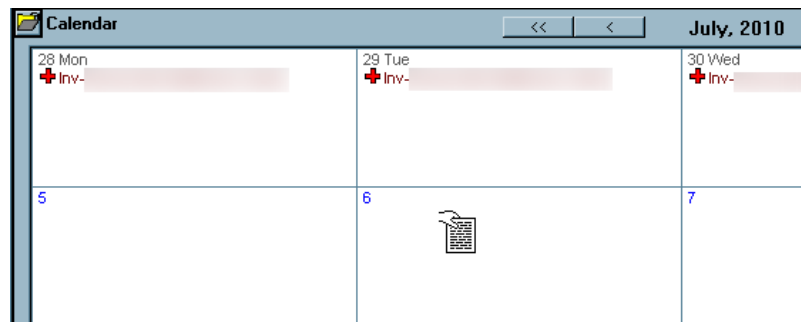 Calendar
<< < July, 2010
28 Mon 29 Tue 30 Wed
Inv- Inv- Inv-
5 6 7